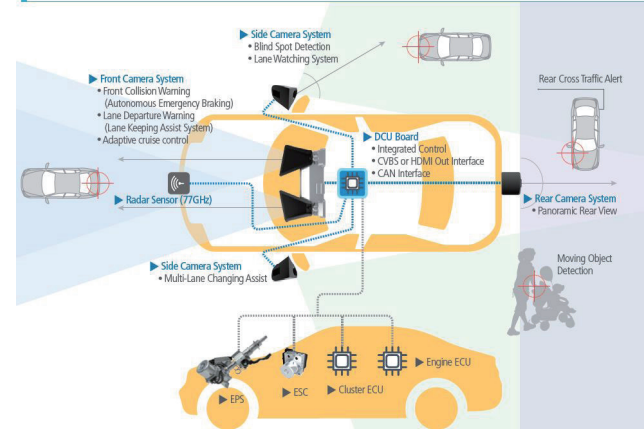 ▶ Side Camera System
• Blind Spot Detection
• Lane Watching System
▶ Front Camera System
• Front Collision Warning
(Autonomous Emergency Braking)
• Lane Departure Warning
(Lane Keeping Assist System)
• Adaptive cruise control
Rear Cross Traffic Alert
▶ DCU Board
• Integrated Control
• CVBS or HDMI Out Interface
• CAN Interface
▶ Radar Sensor (77GHz)
▶ Rear Camera System
• Panoramic Rear View
▶ Side Camera System
• Multi-Lane Changing Assist
Moving Object
Detection
▶ Engine ECU
▶ Cluster ECU
▶ ESC
▶ EPS